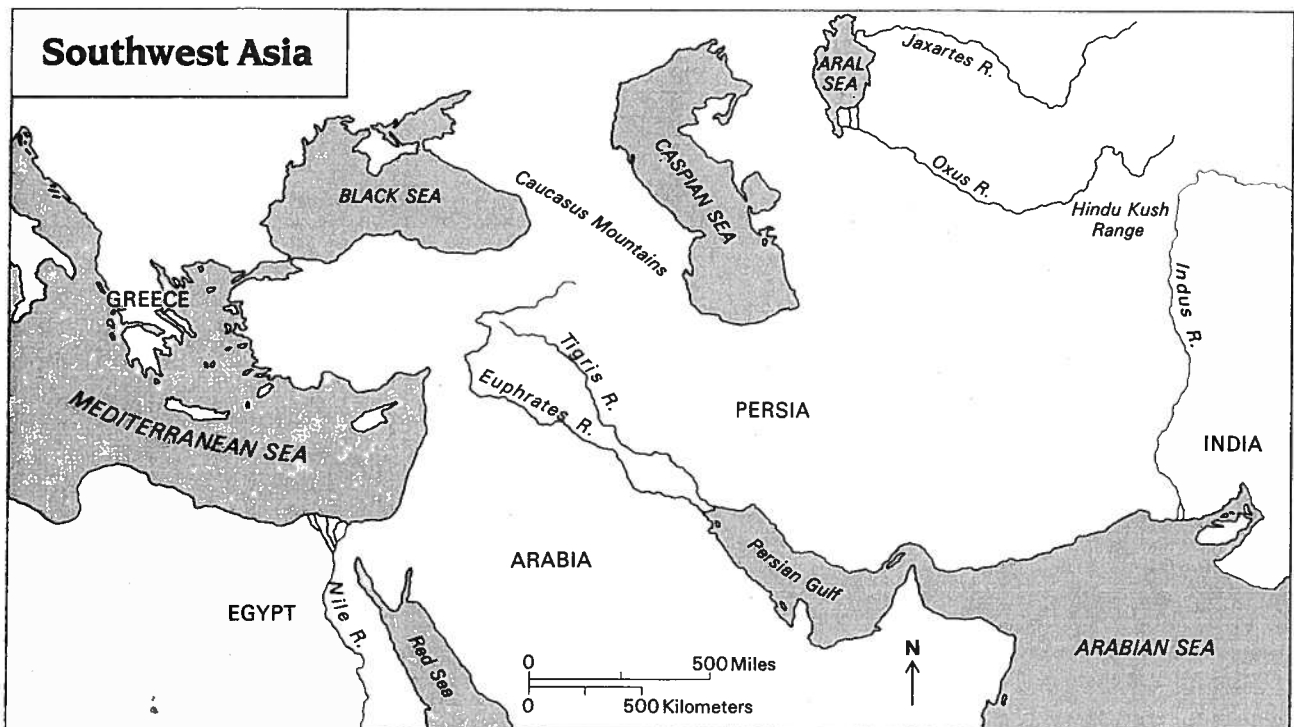 Southwest Asia
Jaxartes R.
ARAL
SEA
CASPIAN SEA
Oxus R.
BLACK SEA
Caucasus Mountains
Hindu Kush
Range
Indus R.
GREECE
Tigris R.
Euphrates R.
PERSIA
MEDITERRANEAN SEA
INDIA
ARABIA
Persian Gulf
EGYPT
Nile R.
Red Sea
ARABIAN SEA
N
0 500 Miles
0 500 Kilometers